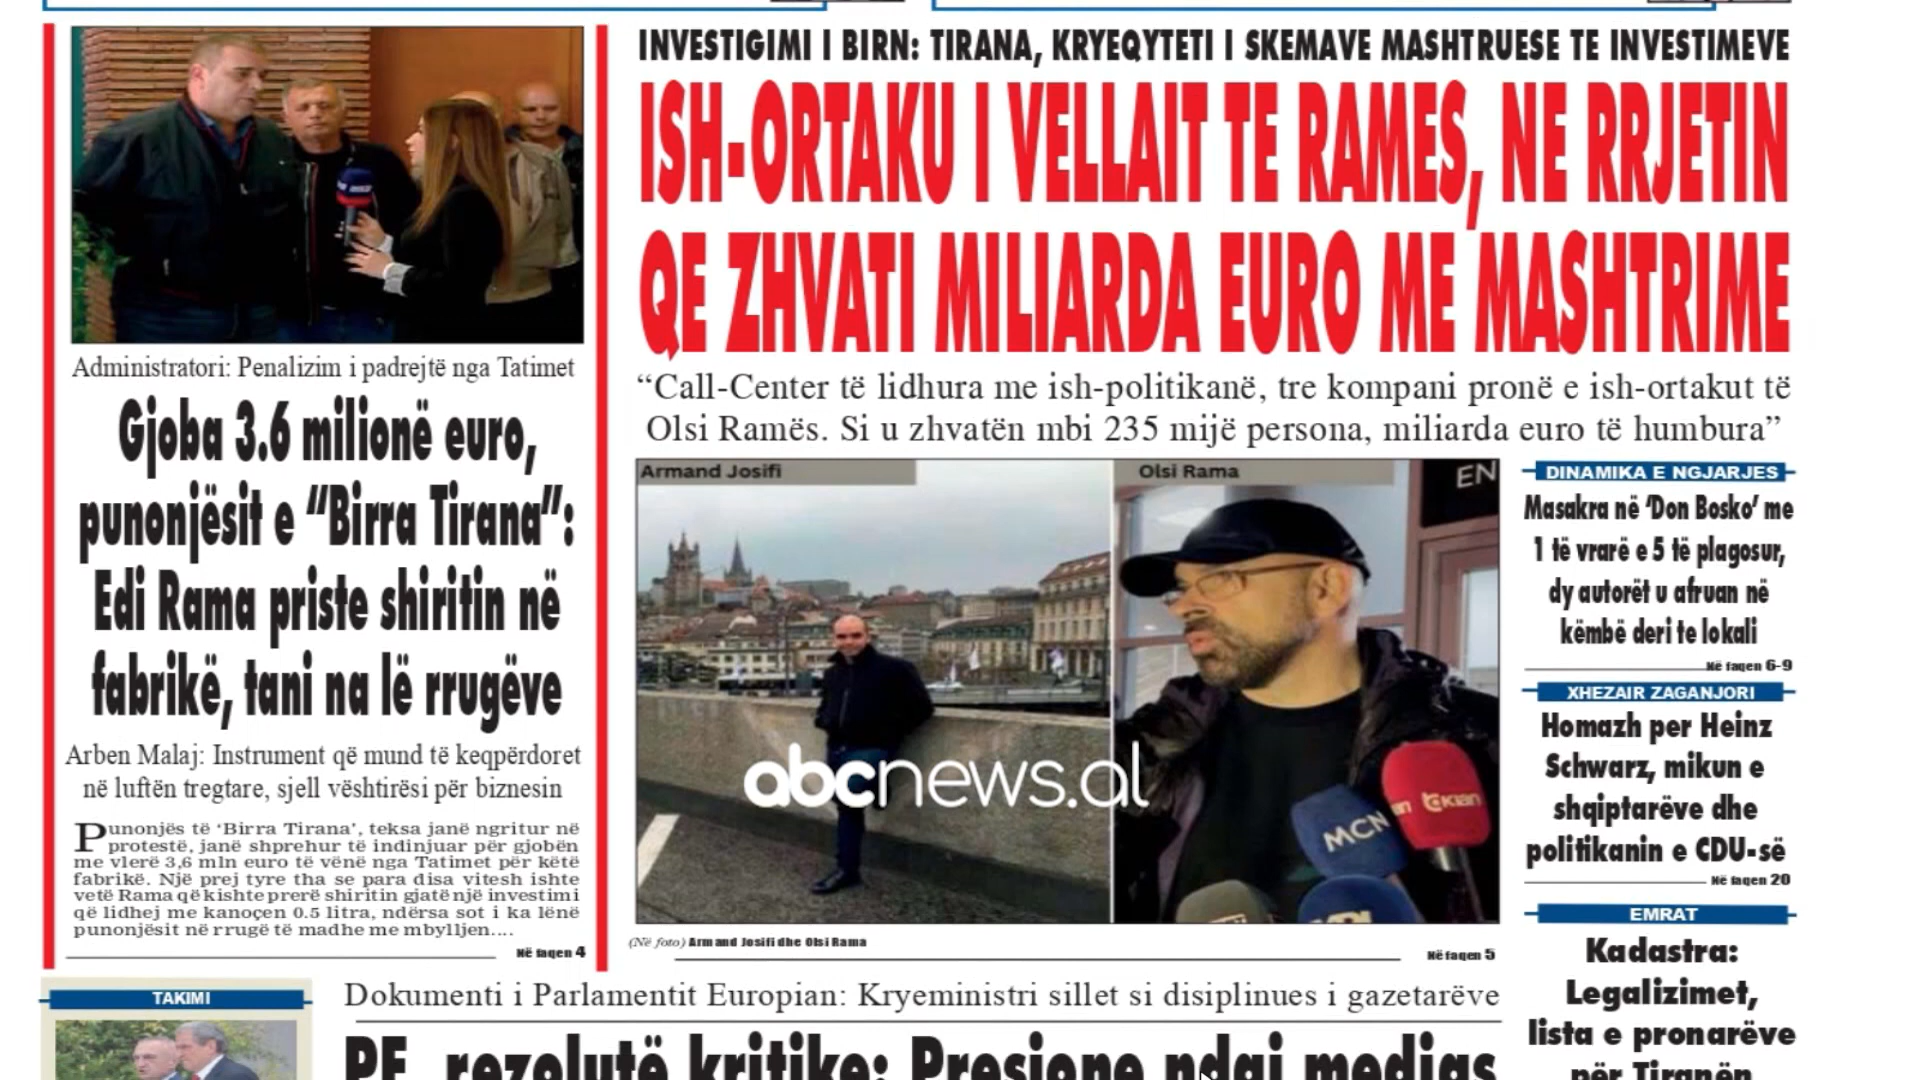 Administratori: Penalizim i padrejtë nga Tatimet
Gjoba 3.6 milionë euro,
punonjësit e “Birra Tirana”:
Edi Rama priste shiritin në
fabrikë, tani na lë rrugëve
Arben Malaj: Instrument që mund të keqpërdoret
në luftën tregtare, sjell vështirësi për biznesin
Punonjës të ‘Birra Tirana’, teksa janë ngritur në
protestë, janë shprehur të indinjuar për gjobën
me vlerë 3,6 mln euro të vënë nga Tatimet për këtë
fabrikë. Një prej tyre tha se para disa vitesh ishte
vetë Rama që kishte prerë shiritin gjatë një investimi
që lidhej me kanoçen 0.5 litra, ndërsa sot i ka lënë
punonjësit në rrugë të madhe me mbylljen....
Në faqen 4
INVESTIGIMI I BIRN: TIRANA, KRYEQYTETI I SKEMAVE MASHTRUESE TE INVESTIMEVE
ISH-ORTAKU I VELLAIT TE RAMES, NE RRJETIN
QE ZHVATI MILIARDA EURO ME MASHTRIME
“Call-Center të lidhura me ish-politikanë, tre kompani pronë e ish-ortakut të
Olsi Ramës. Si u zhvatën mbi 235 mijë persona, miliarda euro të humbura”
Armand Josifi
Olsi Rama
EN
abcnews.al
MCN
(Në foto) Armand Josifi dhe Olsi Rama
Në faqen 5
DINAMIKA E NGJARJES
Masakra në ‘Don Bosko’ me
1 të vrarë e 5 të plagosur,
dy autorët u afruan në
këmbë deri te lokali
Në faqen 6-9
XHEZAIR ZAGANJORI
Homazh per Heinz
Schwarz, mikun e
shqiptarëve dhe
politikanin e CDU-së
Në faqen 20
EMRAT
Kadastra:
Legalizimet,
lista e pronarëve
për Tiranën
TAKIMI
Dokumenti i Parlamentit Europian: Kryeministri sillet si disiplinues i gazetarëve
PE, rezolutë kritike: Presione ndaj medias